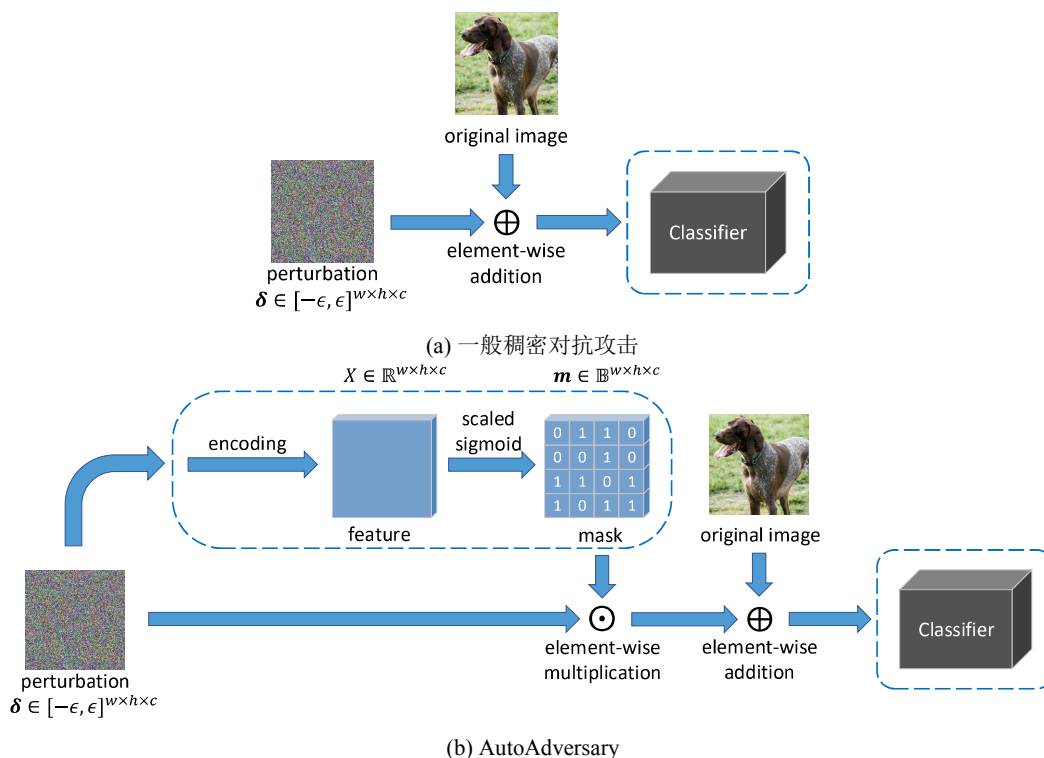 original image
Classifier
element-wise
addition
perturbation
𝜹 ∈ [−𝜖, 𝜖]^{𝑤×ℎ×𝑐}
(a) 一般稠密对抗攻击
𝑋 ∈ ℝ^{𝑤×ℎ×𝑐}
𝒎 ∈ 𝔹^{𝑤×ℎ×𝑐}
encoding
scaled
sigmoid
0 1 1 0
0 0 1 0
1 1 0 1
1 0 1 1
feature
mask
original image
Classifier
element-wise
multiplication
element-wise
addition
perturbation
𝜹 ∈ [−𝜖, 𝜖]^{𝑤×ℎ×𝑐}
(b) AutoAdversary